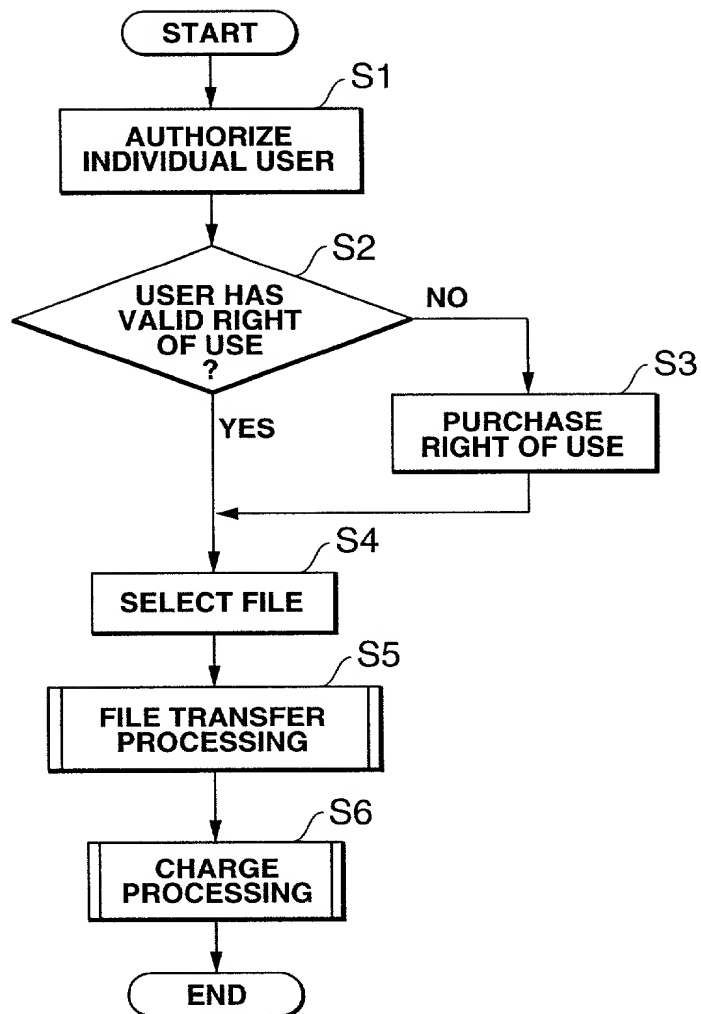 START
S1
AUTHORIZE
INDIVIDUAL USER
S2
USER HAS
VALID RIGHT
OF USE
?
NO
YES
S3
PURCHASE
RIGHT OF USE
S4
SELECT FILE
S5
FILE TRANSFER
PROCESSING
S6
CHARGE
PROCESSING
END